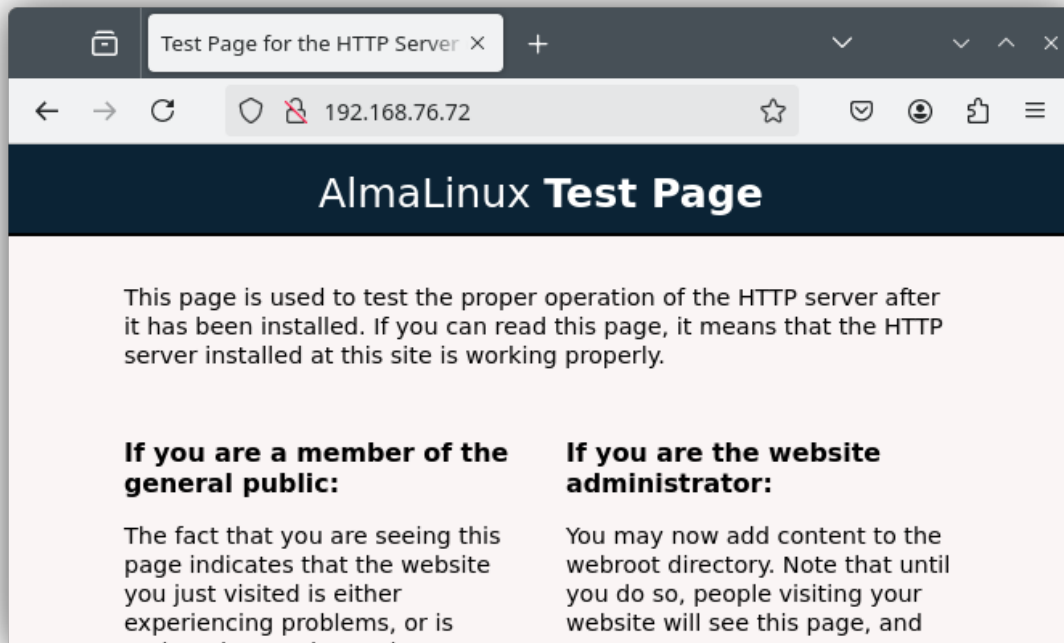 Test Page for the HTTP Server
192.168.76.72
AlmaLinux Test Page
This page is used to test the proper operation of the HTTP server after
it has been installed. If you can read this page, it means that the HTTP
server installed at this site is working properly.
If you are a member of the
general public:
The fact that you are seeing this
page indicates that the website
you just visited is either
experiencing problems, or is
If you are the website
administrator:
You may now add content to the
webroot directory. Note that until
you do so, people visiting your
website will see this page, and